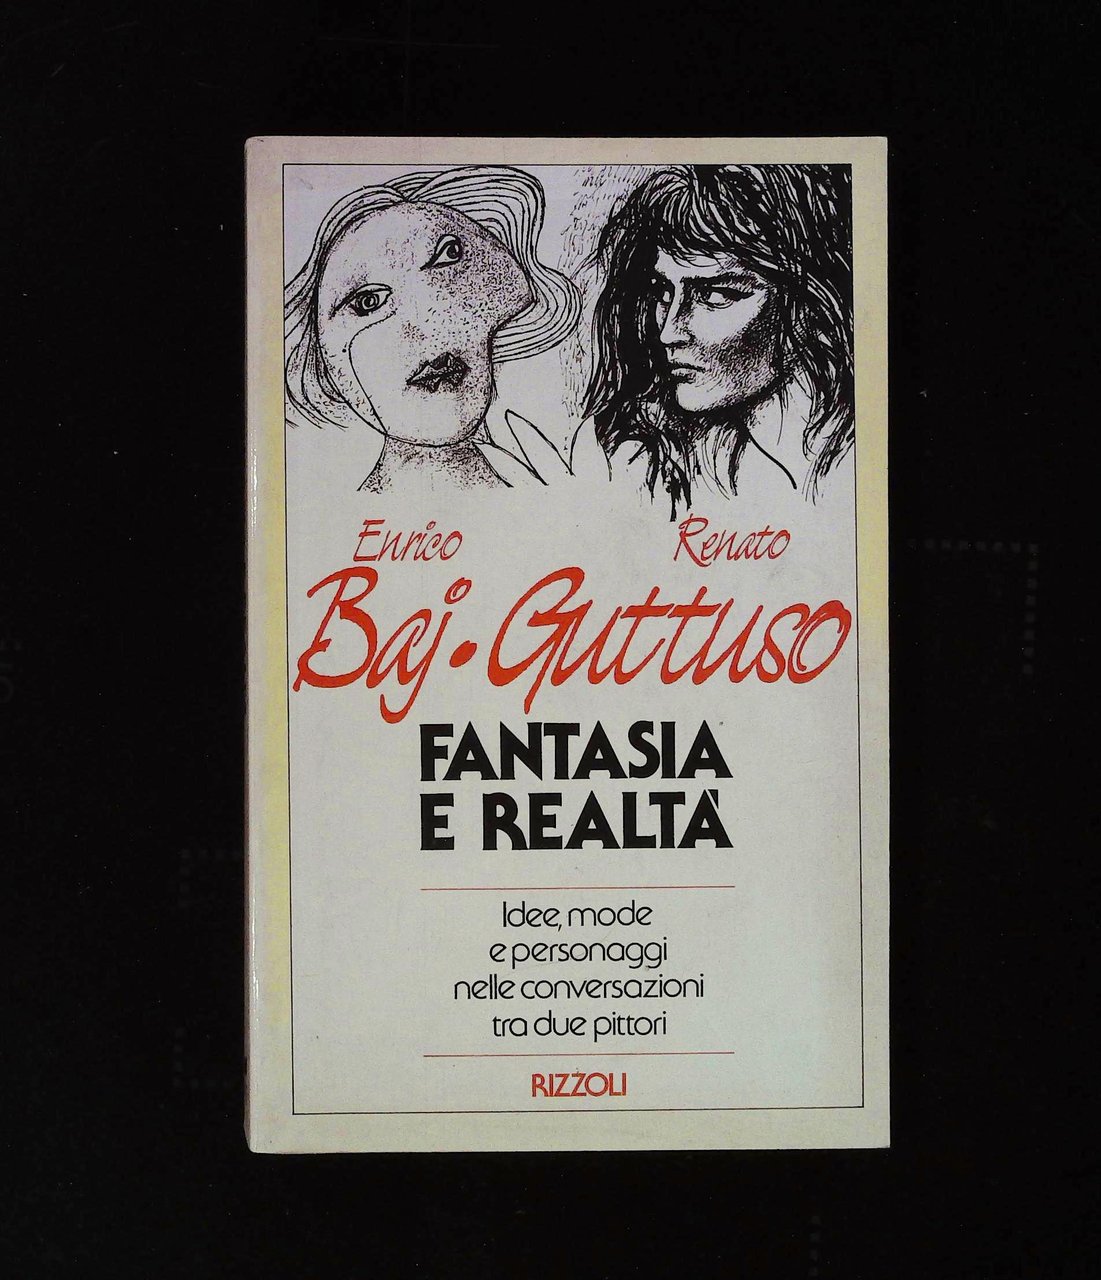 Enrico Renato
Baj • Guttuso
FANTASIA
E REALTÀ
Idee, mode
e personaggi
nelle conversazioni
tra due pittori
RIZZOLI